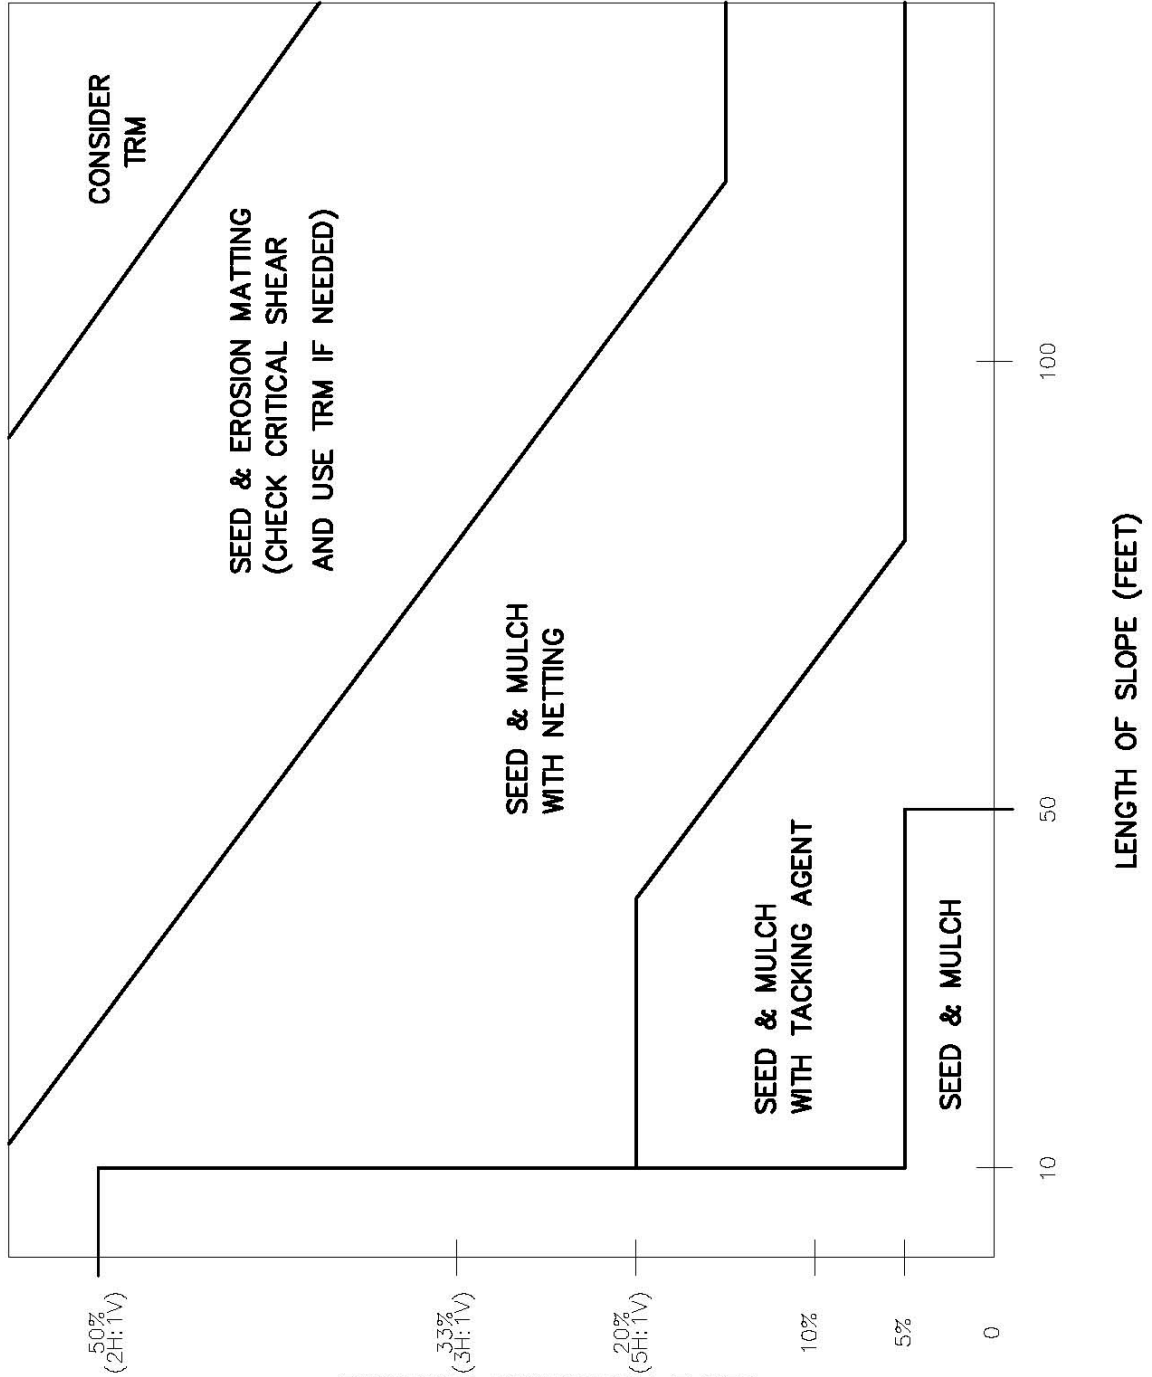 CONSIDER
TRM
SEED & EROSION MATTING
(CHECK CRITICAL SHEAR
AND USE TRM IF NEEDED)
SEED & MULCH
WITH NETTING
SEED & MULCH
WITH TACKING AGENT
SEED & MULCH
50%
(2H:1V)
33%
(3H:1V)
20%
(5H:1V)
10%
5%
0
10
50
100
LENGTH OF SLOPE (FEET)